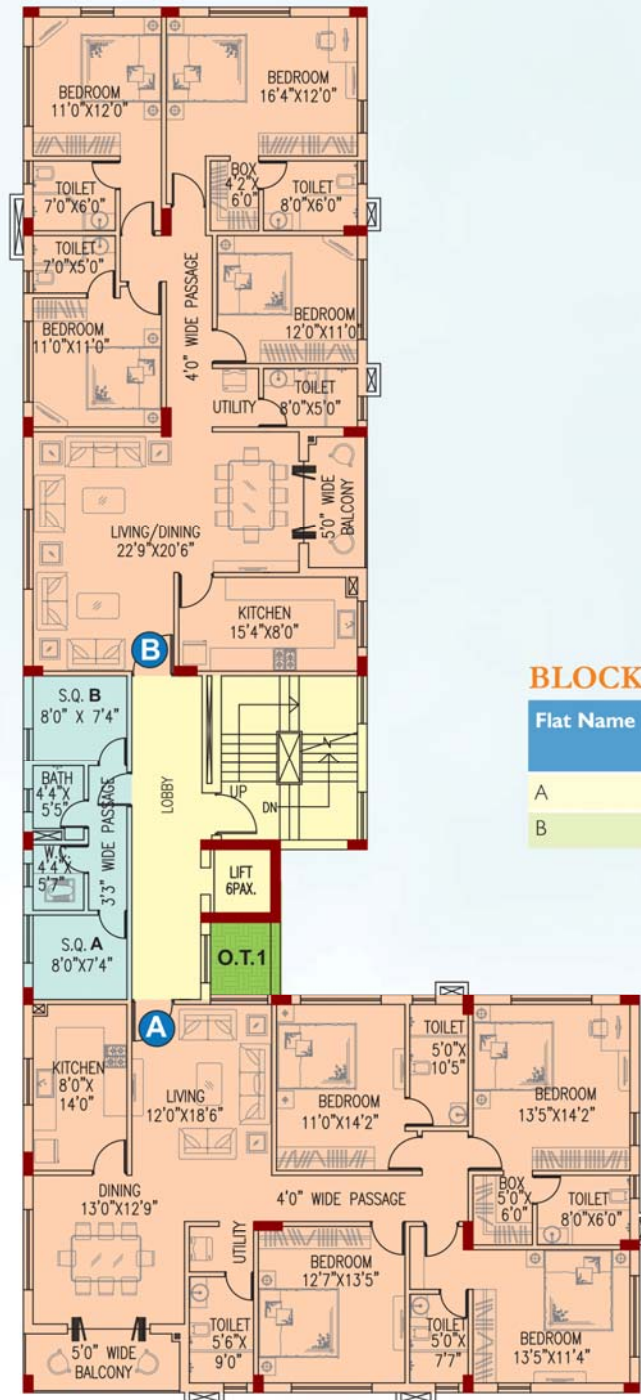 BEDROOM
11'0"X12'0"
BEDROOM
16'4"X12'0"
TOILET
7'0"X6'0"
BOX
4'2"X
6'0"
TOILET
8'0"X6'0"
TOILET
7'0"X5'0"
4'0" WIDE PASSAGE
BEDROOM
12'0"X11'0"
BEDROOM
11'0"X11'0"
UTILITY
TOILET
8'0"X5'0"
LIVING/DINING
22'9"X20'6"
5'0" WIDE
BALCONY
KITCHEN
15'4"X8'0"
B
S.Q. B
8'0" X 7'4"
BATH
4'4"X
5'5"
3'3" WIDE PASSAGE
LOBBY
UP
DN
W.C.
4'4"X
5'7"
LIFT
6PAX.
S.Q. A
8'0"X7'4"
O.T.1
BLOCK
Flat Name
A
B
A
KITCHEN
8'0"X
14'0"
LIVING
12'0"X18'6"
BEDROOM
11'0"X14'2"
TOILET
5'0"X
10'5"
BEDROOM
13'5"X14'2"
DINING
13'0"X12'9"
4'0" WIDE PASSAGE
BOX
5'0"X
6'0"
TOILET
8'0"X6'0"
UTILITY
BEDROOM
12'7"X13'5"
TOILET
5'6"X
9'0"
TOILET
5'0"X
7'7"
BEDROOM
13'5"X11'4"
5'0" WIDE
BALCONY